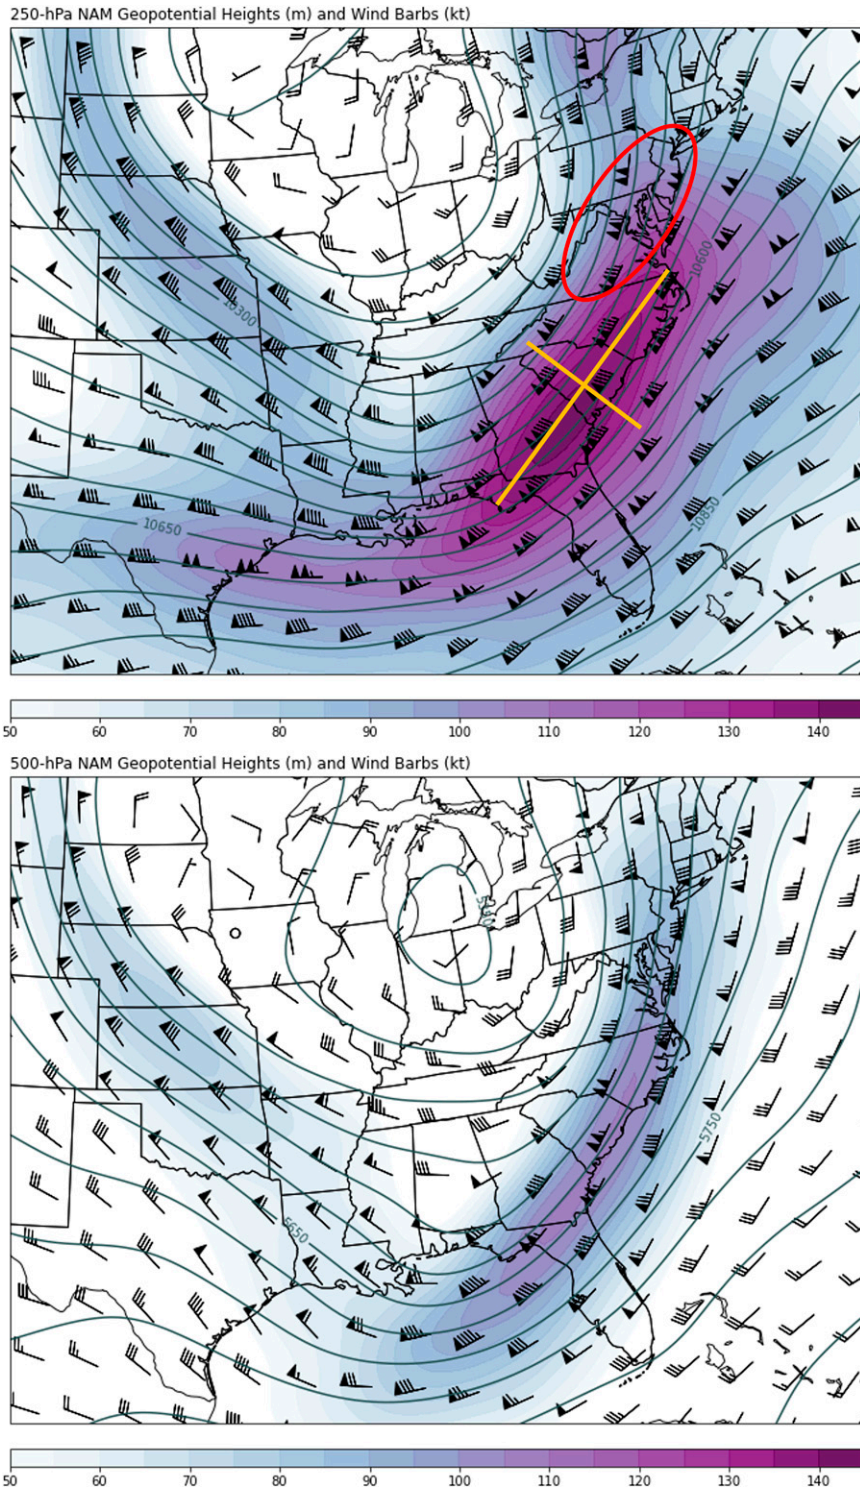 250-hPa NAM Geopotential Heights (m) and Wind Barbs (kt)
10300
10600
10650
10850
50 60 70 80 90 100 110 120 130 140
500-hPa NAM Geopotential Heights (m) and Wind Barbs (kt)
5750
5650
50 60 70 80 90 100 110 120 130 140